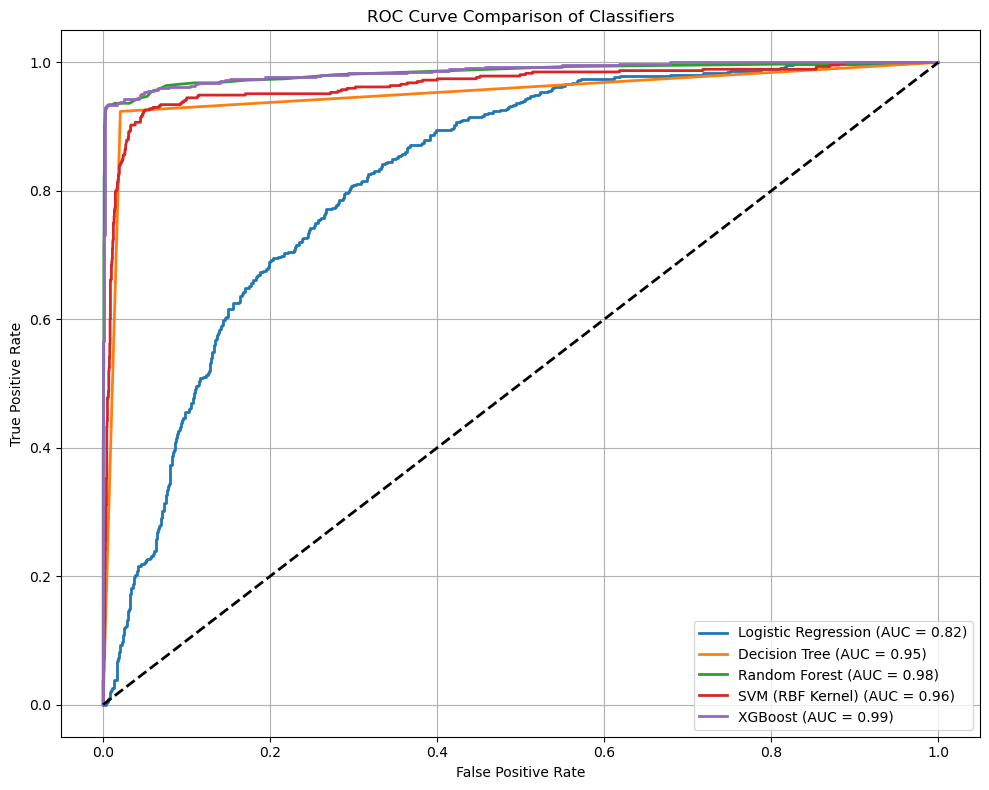 ROC Curve Comparison of Classifiers
True Positive Rate
1.0
0.8
0.6
0.4
0.2
0.0
0.0 0.2 0.4 0.6 0.8 1.0
False Positive Rate
Logistic Regression (AUC = 0.82)
Decision Tree (AUC = 0.95)
Random Forest (AUC = 0.98)
SVM (RBF Kernel) (AUC = 0.96)
XGBoost (AUC = 0.99)